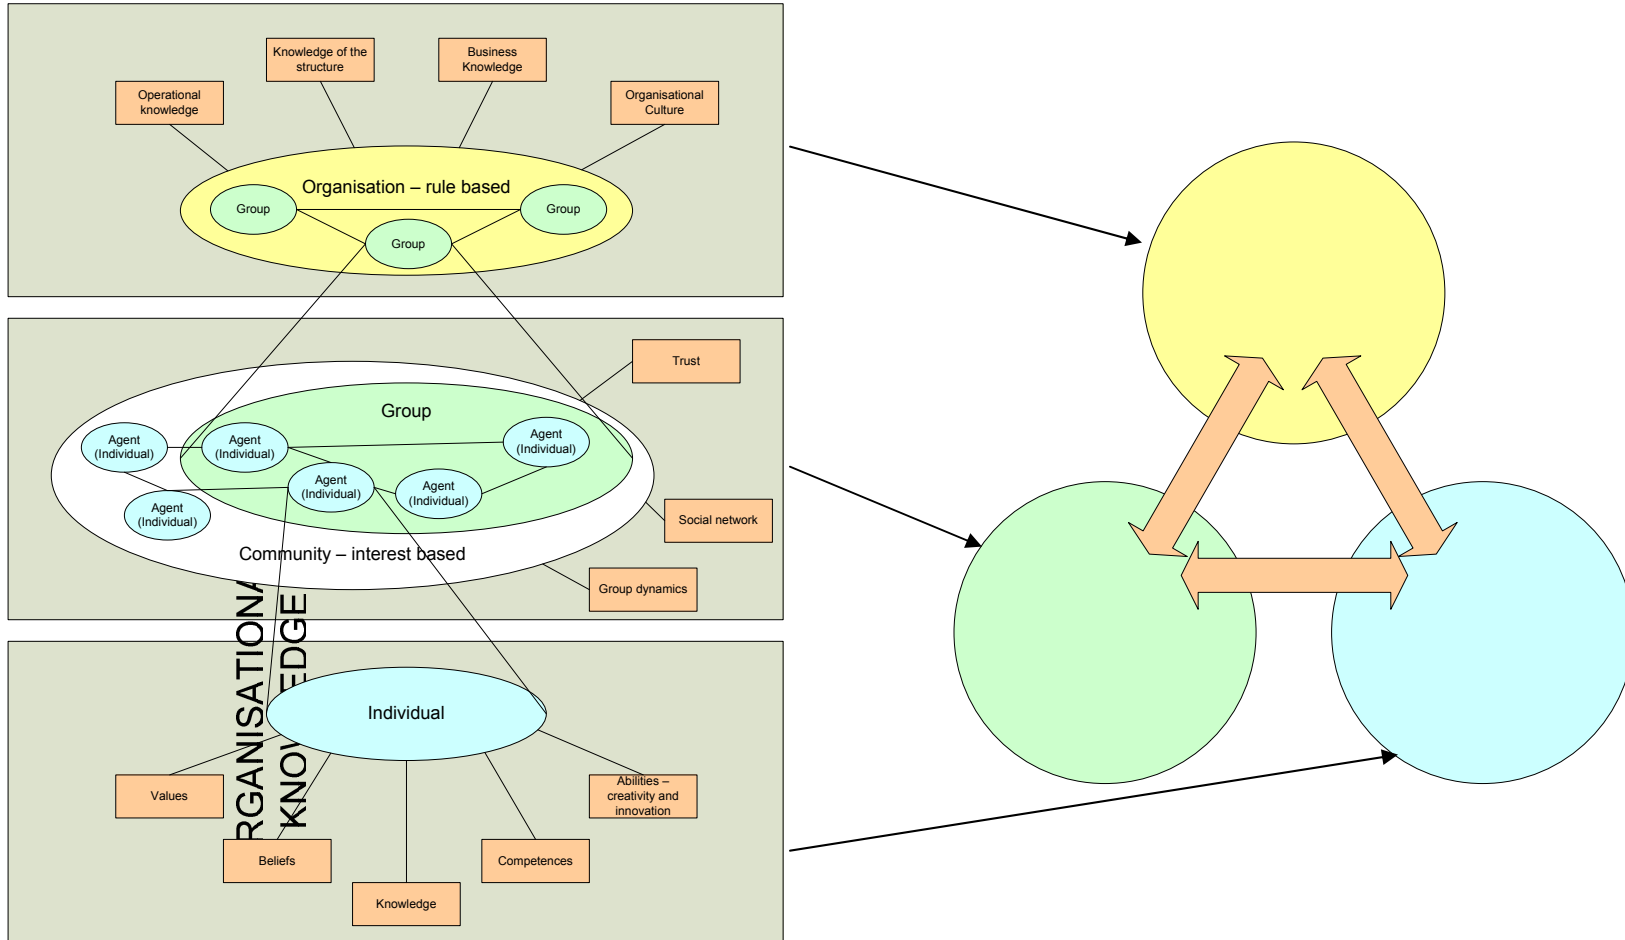 Knowledge of the
structure
Business
Knowledge
Operational
knowledge
Organisational
Culture
Organisation – rule based
Group
Group
Group
Trust
Group
Agent
(Individual)
Agent
(Individual)
Agent
(Individual)
Agent
(Individual)
Agent
(Individual)
Agent
(Individual)
Social network
Community – interest based
Group dynamics
Individual
Values
Abilities –
creativity and
innovation
Beliefs
Competences
Knowledge